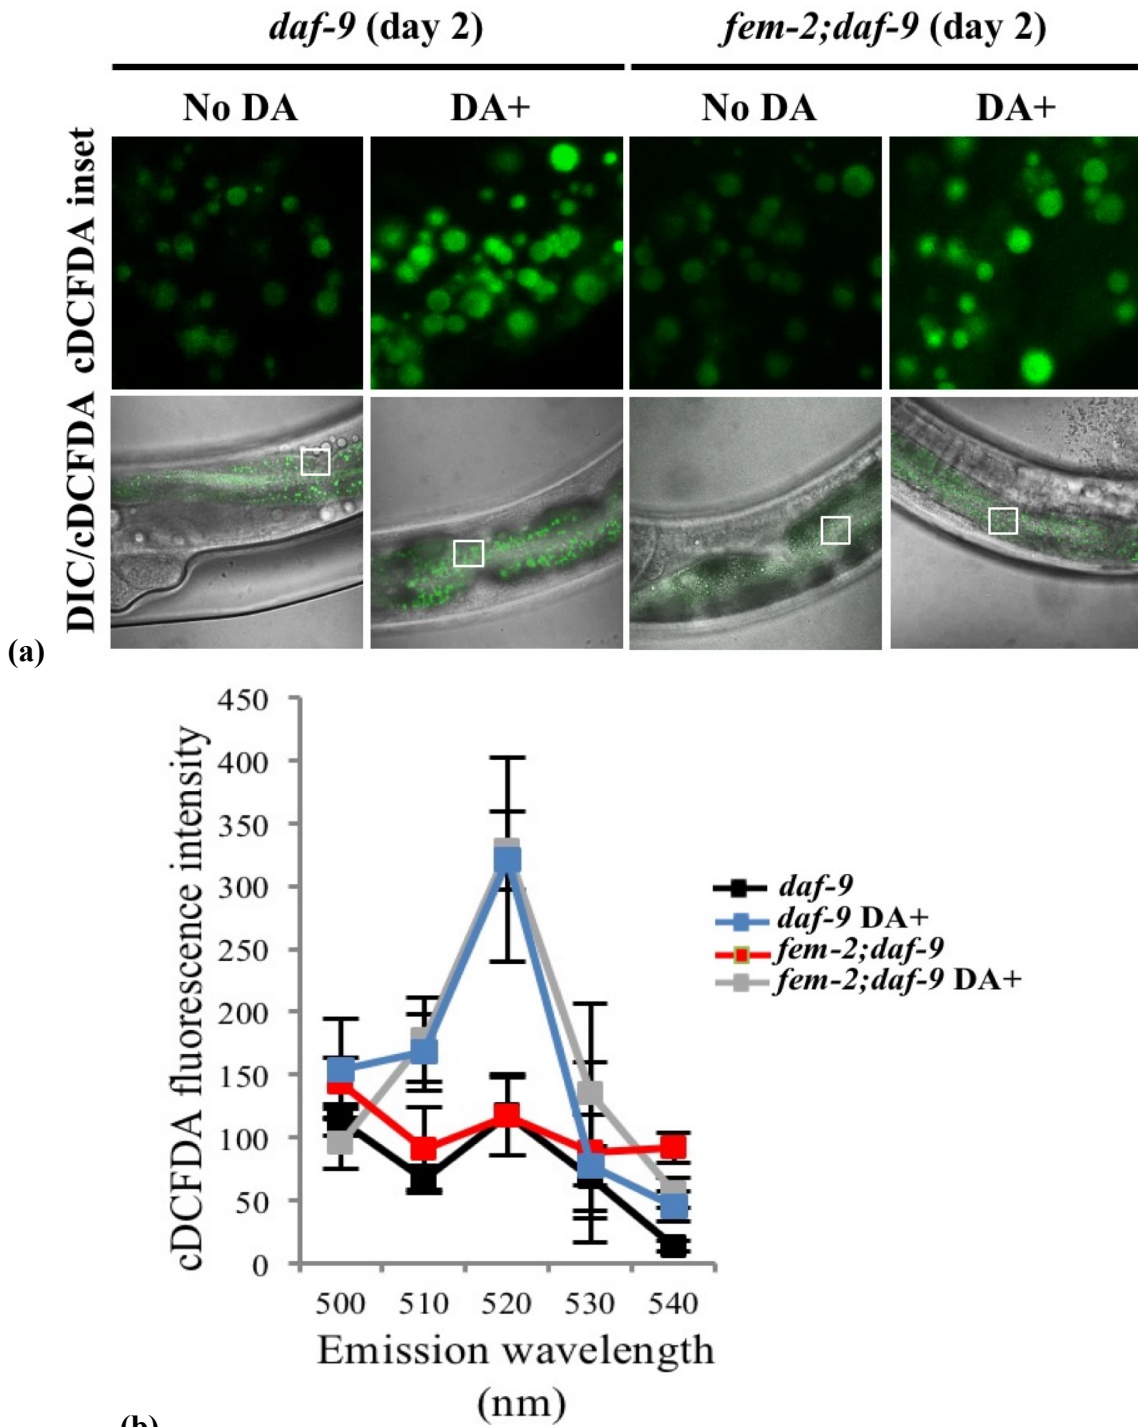 daf-9 (day 2) fem-2;daf-9 (day 2)
No DA DA+ No DA DA+
cDCFDA inset
DIC/cDCFDA
(a)
450
400
350
300
250
200
150
100
50
0
cDCFDA fluorescence intensity
daf-9
daf-9 DA+
fem-2;daf-9
fem-2;daf-9 DA+
500 510 520 530 540
Emission wavelength
(nm)
(b)